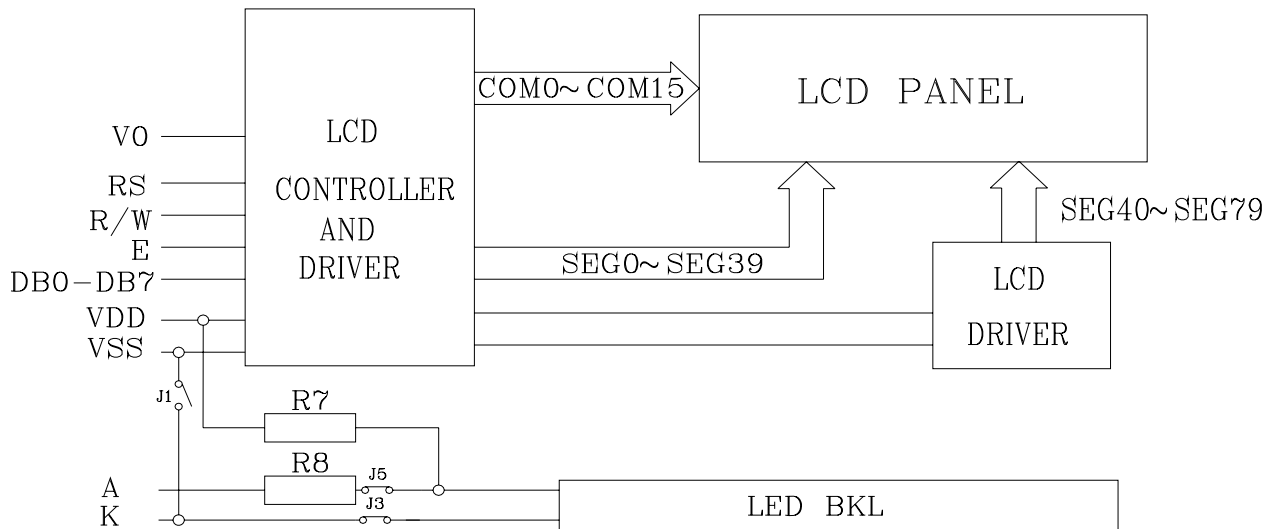 V0
RS
R/W
E
DB0-DB7
VDD
VSS
LCD
CONTROLLER
AND
DRIVER
COM0~COM15
LCD PANEL
SEG0~SEG39
SEG40~SEG79
LCD
DRIVER
J1
R7
R8
J5
J3
A
K
LED BKL